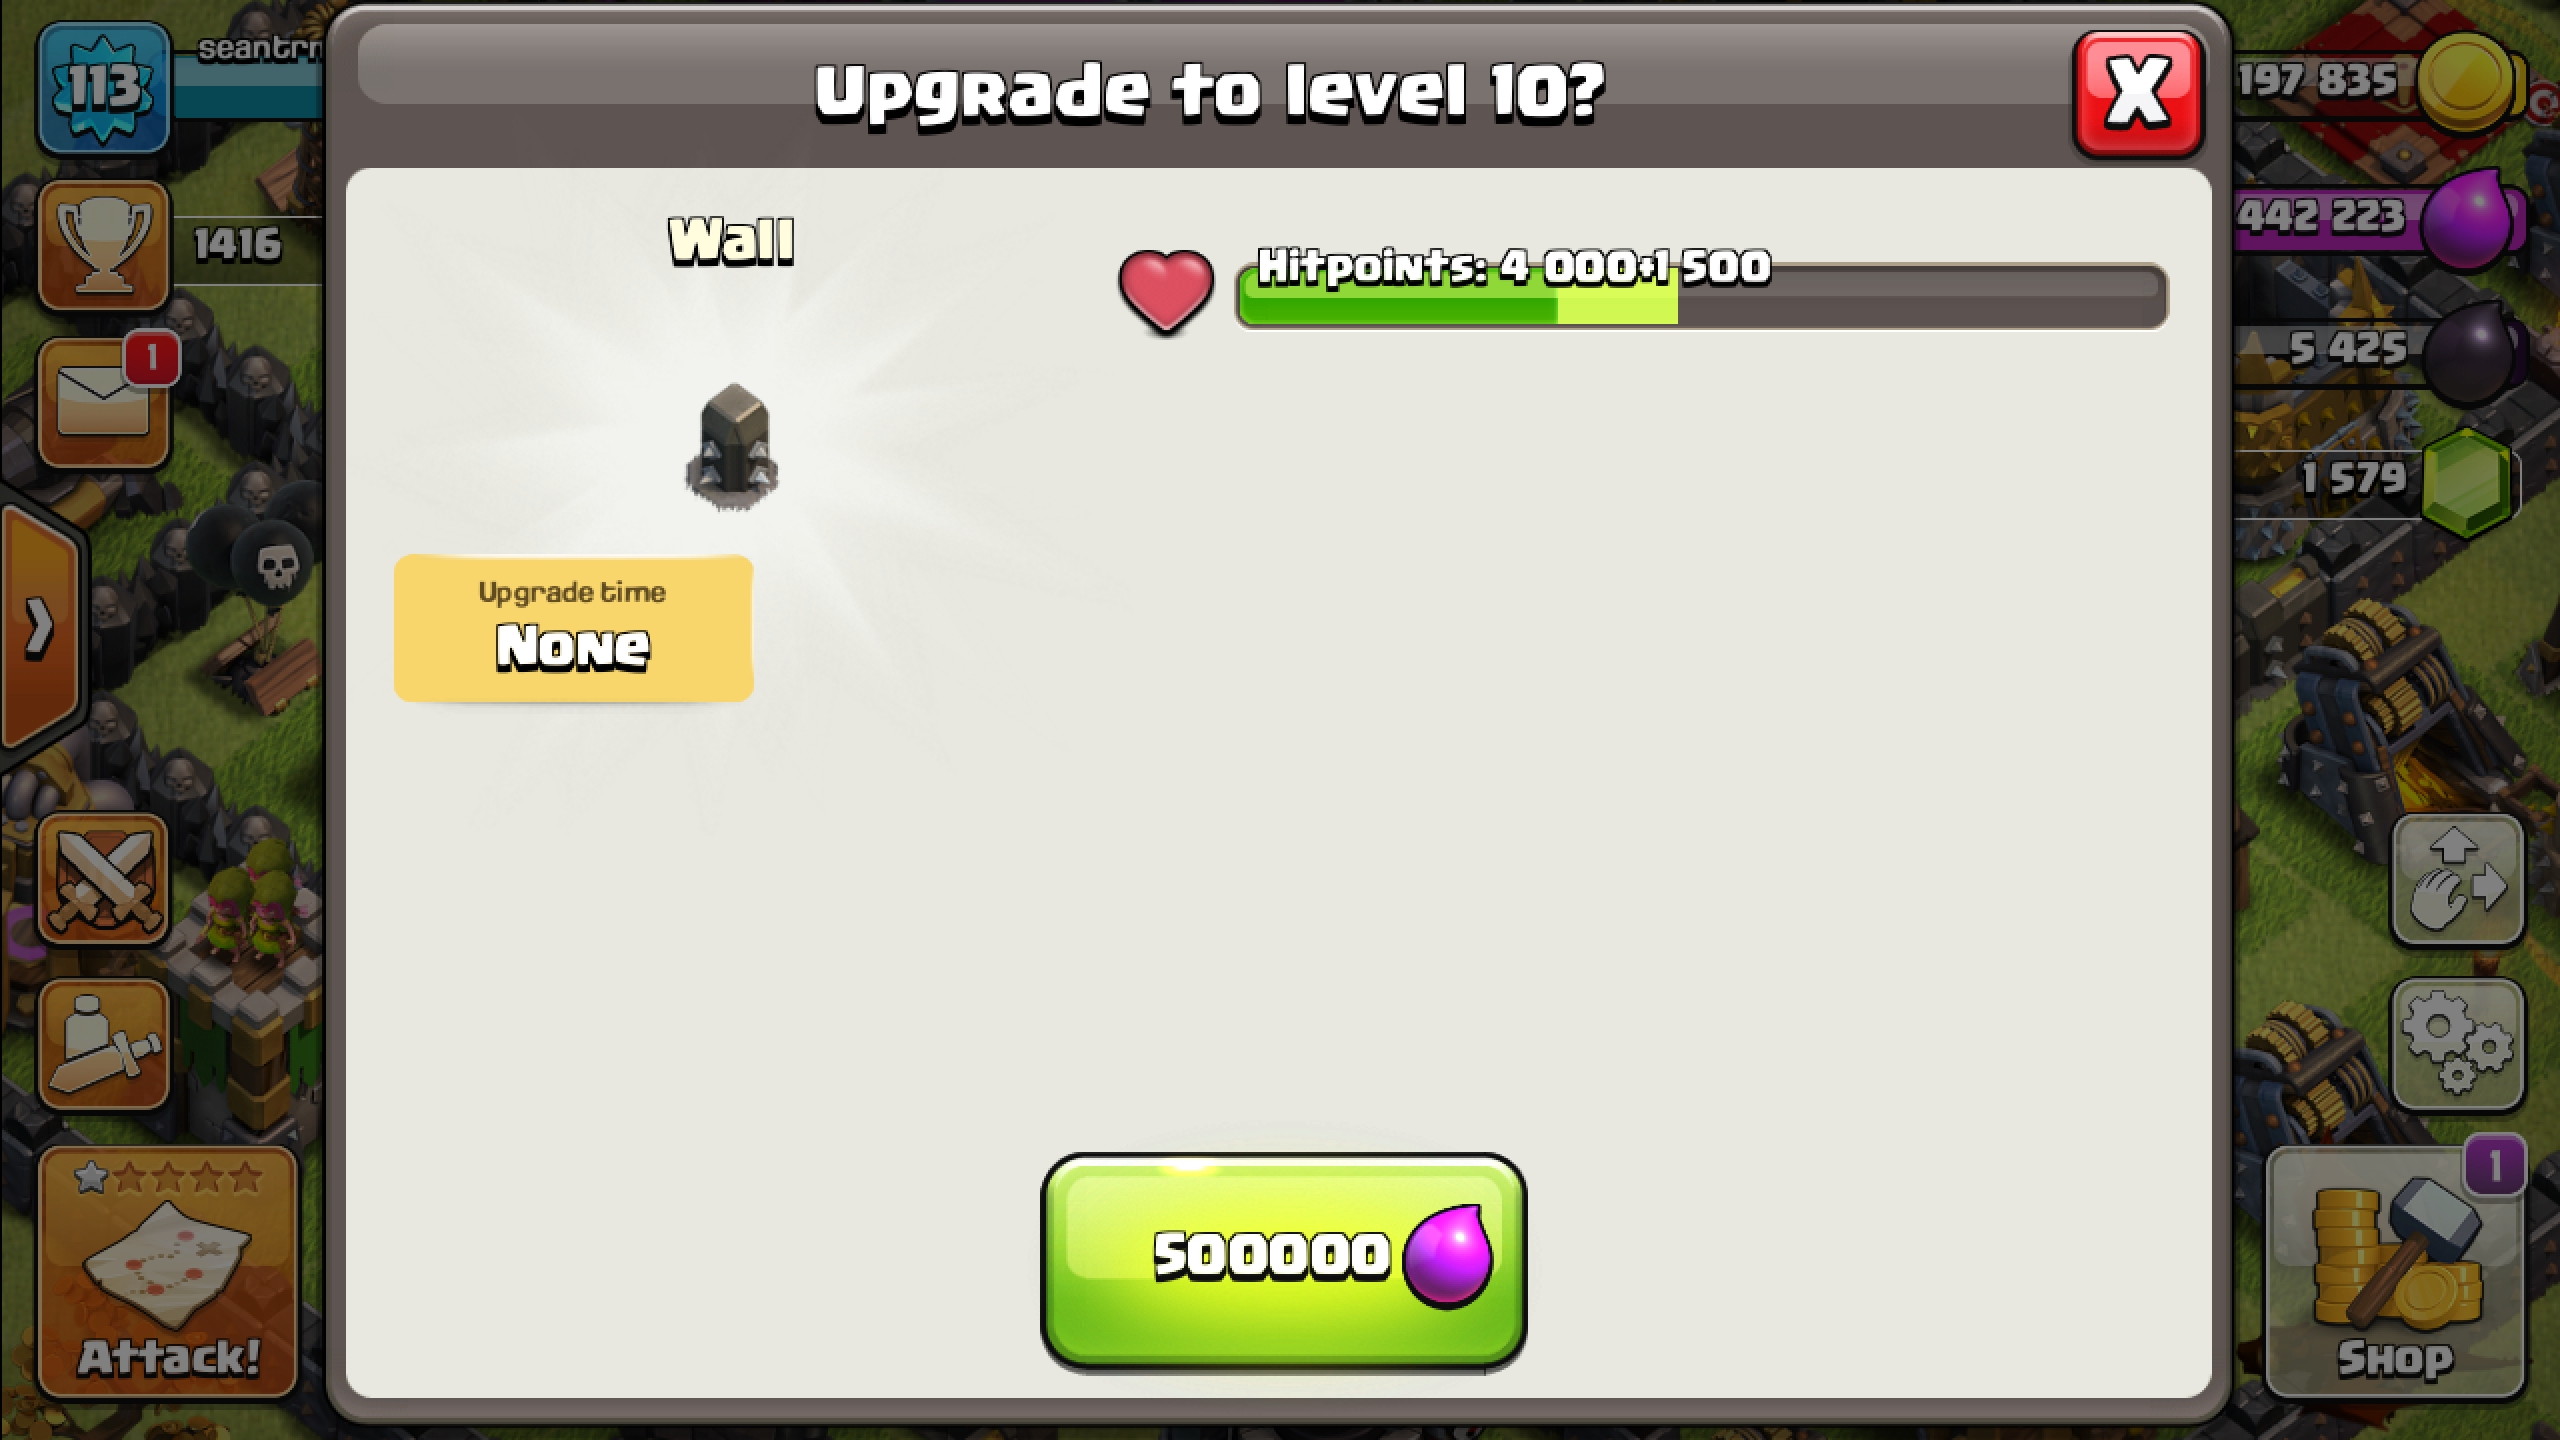 Upgrade to level 10?
X
113
1416
1
Wall
Hitpoints: 4 000+1 500
Upgrade time
None
500000
197 835
442 223
5 425
1 579
Attack!
1
Shop